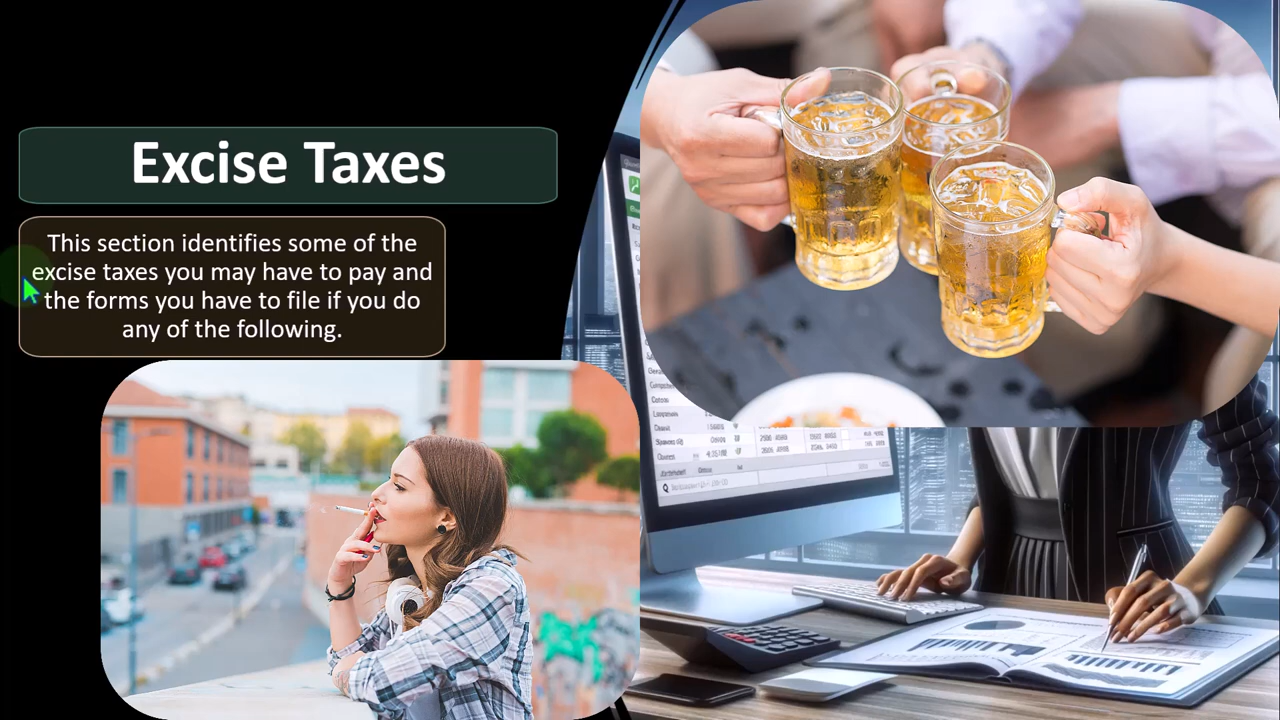 Excise Taxes
This section identifies some of the
excise taxes you may have to pay and
the forms you have to file if you do
any of the following.